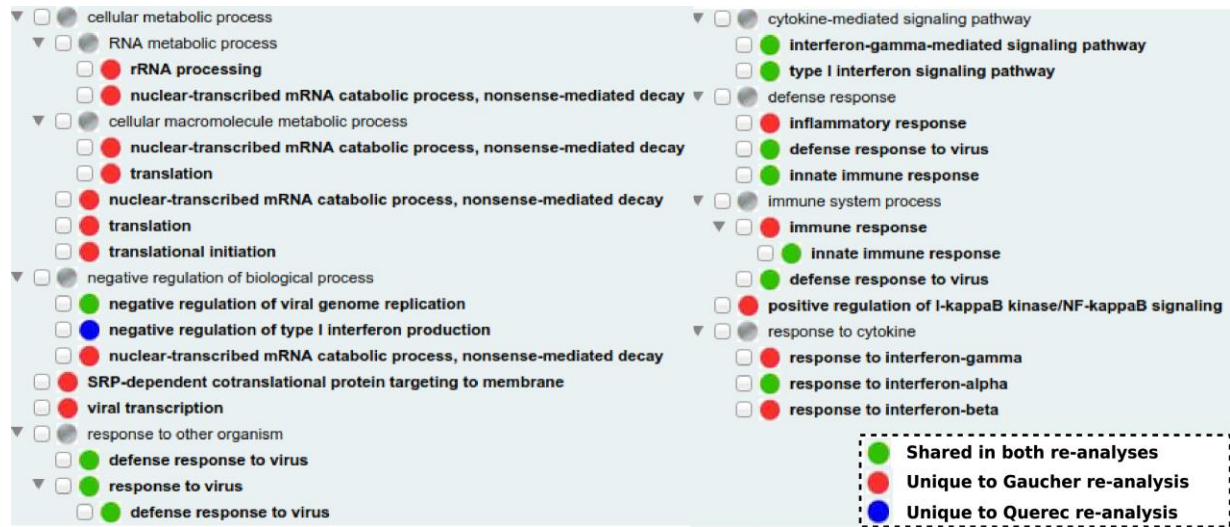 cellular metabolic process
RNA metabolic process
rRNA processing
nuclear-transcribed mRNA catabolic process, nonsense-mediated decay
cellular macromolecule metabolic process
nuclear-transcribed mRNA catabolic process, nonsense-mediated decay
translation
nuclear-transcribed mRNA catabolic process, nonsense-mediated decay
translation
translational initiation
negative regulation of biological process
negative regulation of viral genome replication
negative regulation of type I interferon production
nuclear-transcribed mRNA catabolic process, nonsense-mediated decay
SRP-dependent cotranslational protein targeting to membrane
viral transcription
response to other organism
defense response to virus
response to virus
defense response to virus
cytokine-mediated signaling pathway
interferon-gamma-mediated signaling pathway
type I interferon signaling pathway
defense response
inflammatory response
defense response to virus
innate immune response
immune system process
immune response
innate immune response
defense response to virus
positive regulation of I-kappaB kinase/NF-kappaB signaling
response to cytokine
response to interferon-gamma
response to interferon-alpha
response to interferon-beta
Shared in both re-analyses
Unique to Gaucher re-analysis
Unique to Querec re-analysis